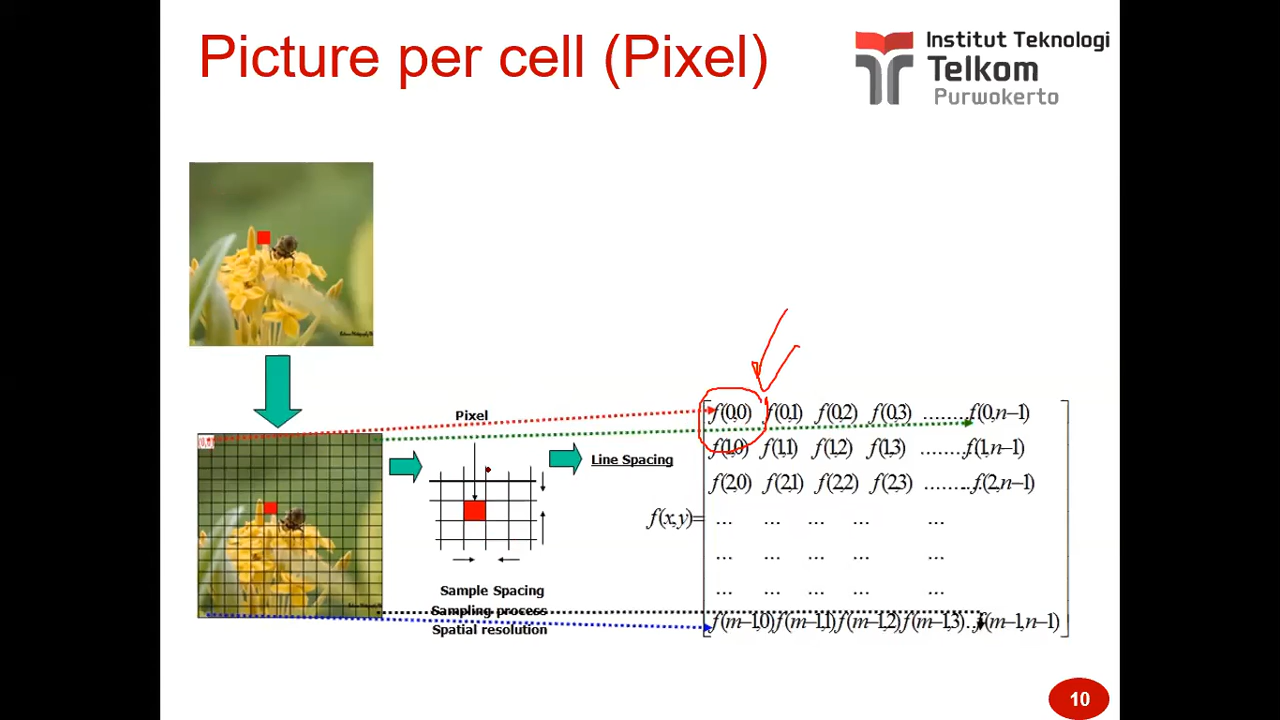 Picture per cell (Pixel)
Institut Teknologi
Telkom
Purwokerto
Pixel
Line Spacing
Sample Spacing
Sampling process
Spatial resolution
f(x,y)=
f(0,0) f(0,1) f(0,2) f(0,3) ........f(0,n−1)
f(1,0) f(1,1) f(1,2) f(1,3) ........f(1,n−1)
f(2,0) f(2,1) f(2,2) f(2,3) .........f(2,n−1)
... ... ... ... ...
... ... ... ... ...
... ... ... ... ...
f(m−1,0) f(m−1,1) f(m−1,2) f(m−1,3)...f(m−1,n−1)
10